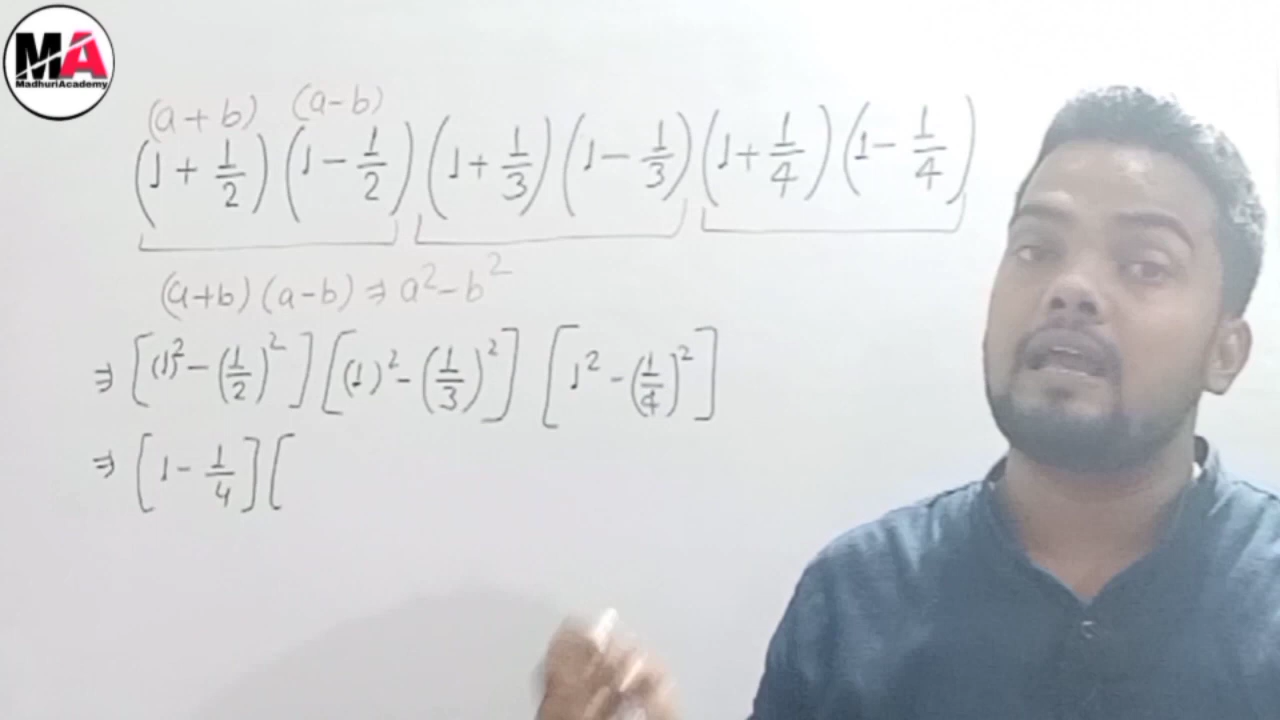 MA
MadhuriAcademy
(a+b) (a-b)
(1 + 1/2) (1 - 1/2) (1 + 1/3) (1 - 1/3) (1 + 1/4) (1 - 1/4)
(a+b) (a-b) ⇒ a² - b²
⇒ [(1)² - (1/2)²] [(1)² - (1/3)²] [1² - (1/4)²]
⇒ [1 - 1/4] [